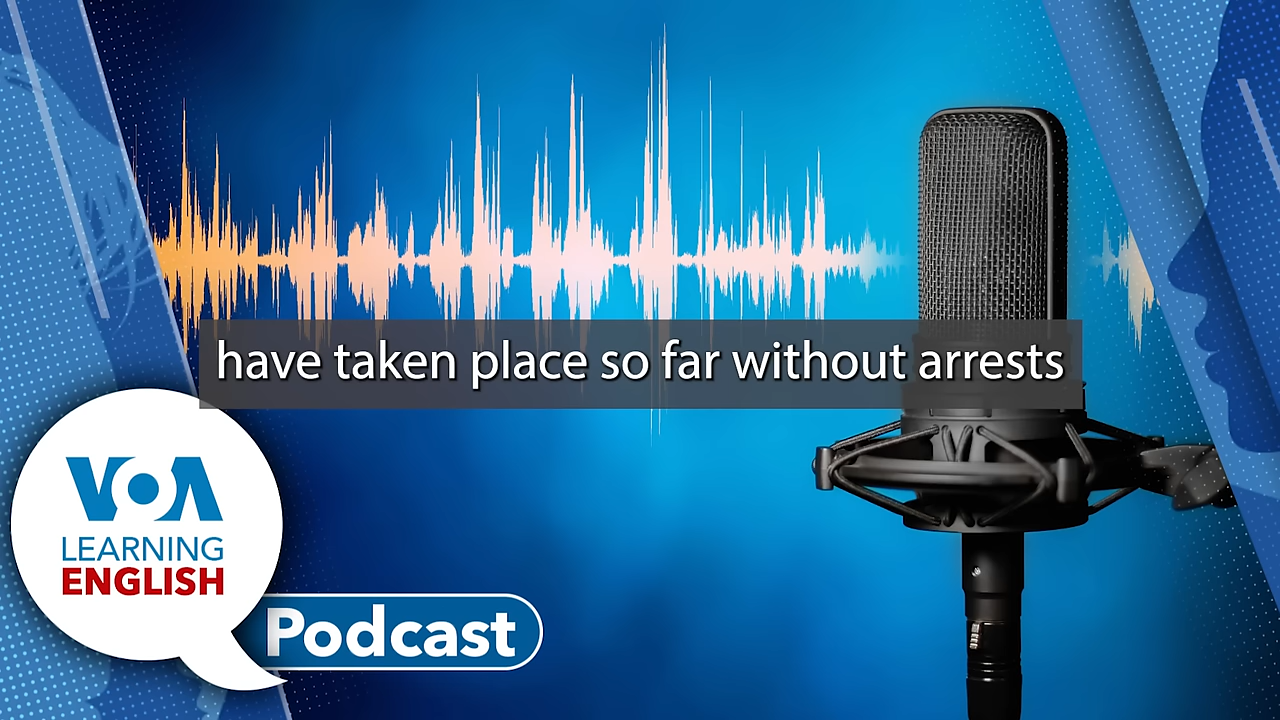 have taken place so far without arrests
VOA
LEARNING
ENGLISH
Podcast